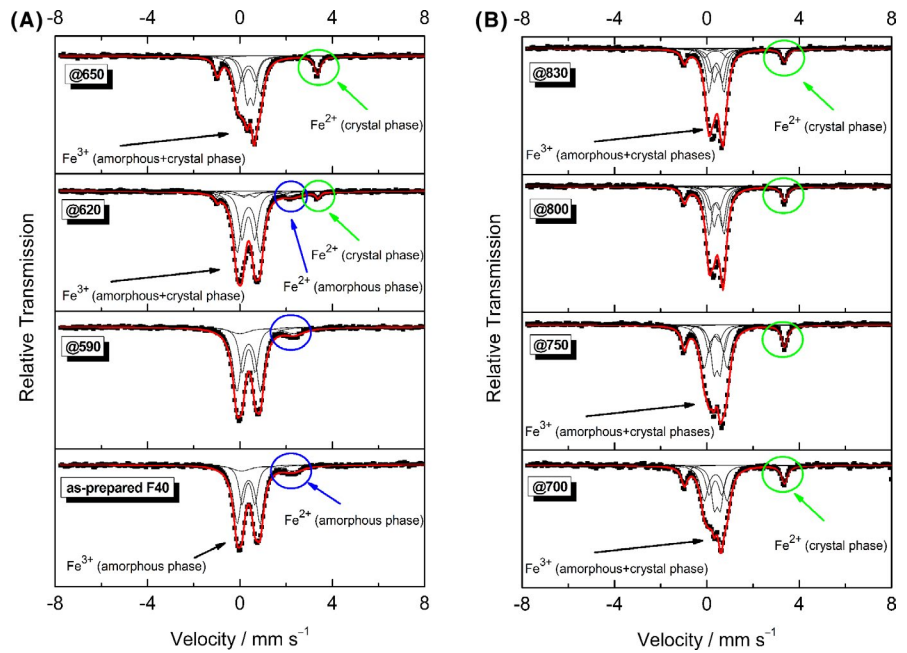 (A)
-8 -4 0 4 8
@650
Fe2+ (crystal phase)
Fe3+ (amorphous+crystal phase)
@620
Fe2+ (crystal phase)
Fe3+ (amorphous+crystal phase)
Fe2+ (amorphous phase)
@590
as-prepared F40
Fe2+ (amorphous phase)
Fe3+ (amorphous phase)
-8 -4 0 4 8
Velocity / mm s−1
Relative Transmission
(B)
-8 -4 0 4 8
@830
Fe2+ (crystal phase)
Fe3+ (amorphous+crystal phases)
@800
@750
Fe3+ (amorphous+crystal phases)
@700
Fe2+ (crystal phase)
Fe3+ (amorphous+crystal phase)
-8 -4 0 4 8
Velocity / mm s−1
Relative Transmission